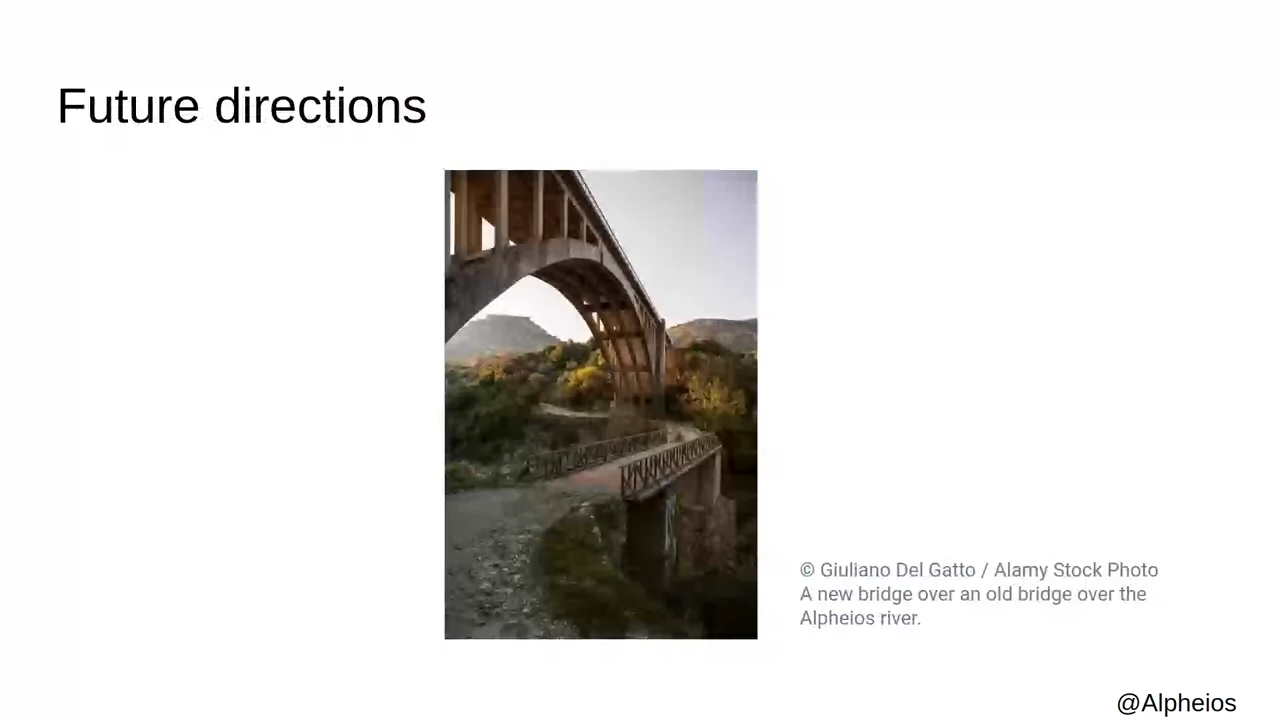 Future directions
© Giuliano Del Gatto / Alamy Stock Photo
A new bridge over an old bridge over the
Alpheios river.
@Alpheios